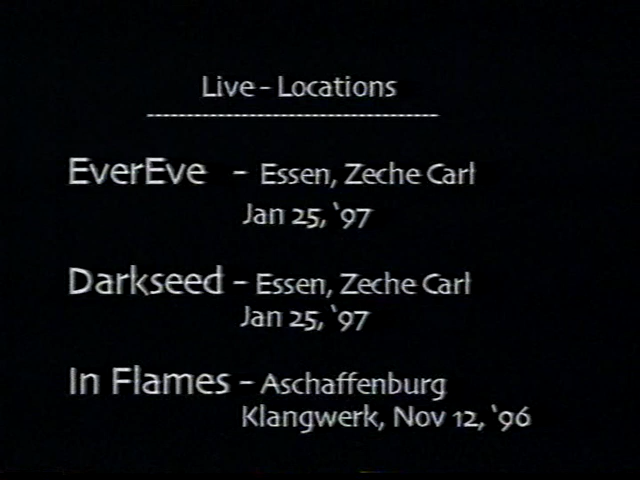 Live - Locations
--------------------------------------
EverEve - Essen, Zeche Carl
Jan 25, '97
Darkseed - Essen, Zeche Carl
Jan 25, '97
In Flames - Aschaffenburg
Klangwerk, Nov 12, '96